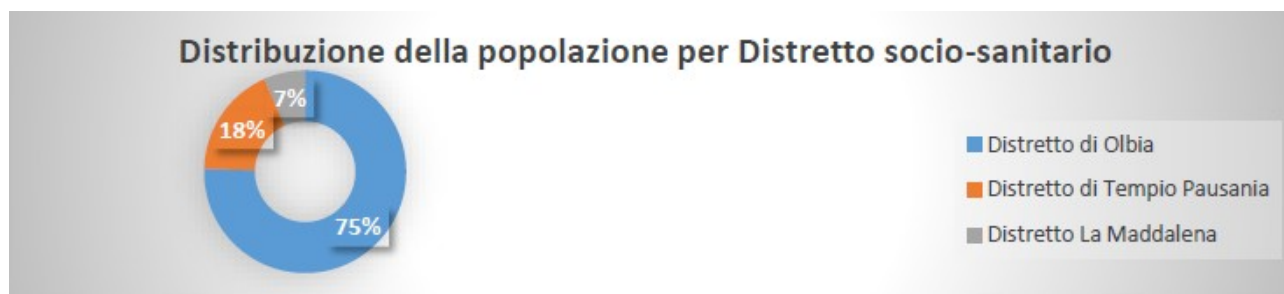 Distribuzione della popolazione per Distretto socio-sanitario
7%
18%
75%
Distretto di Olbia
Distretto di Tempio Pausania
Distretto La Maddalena